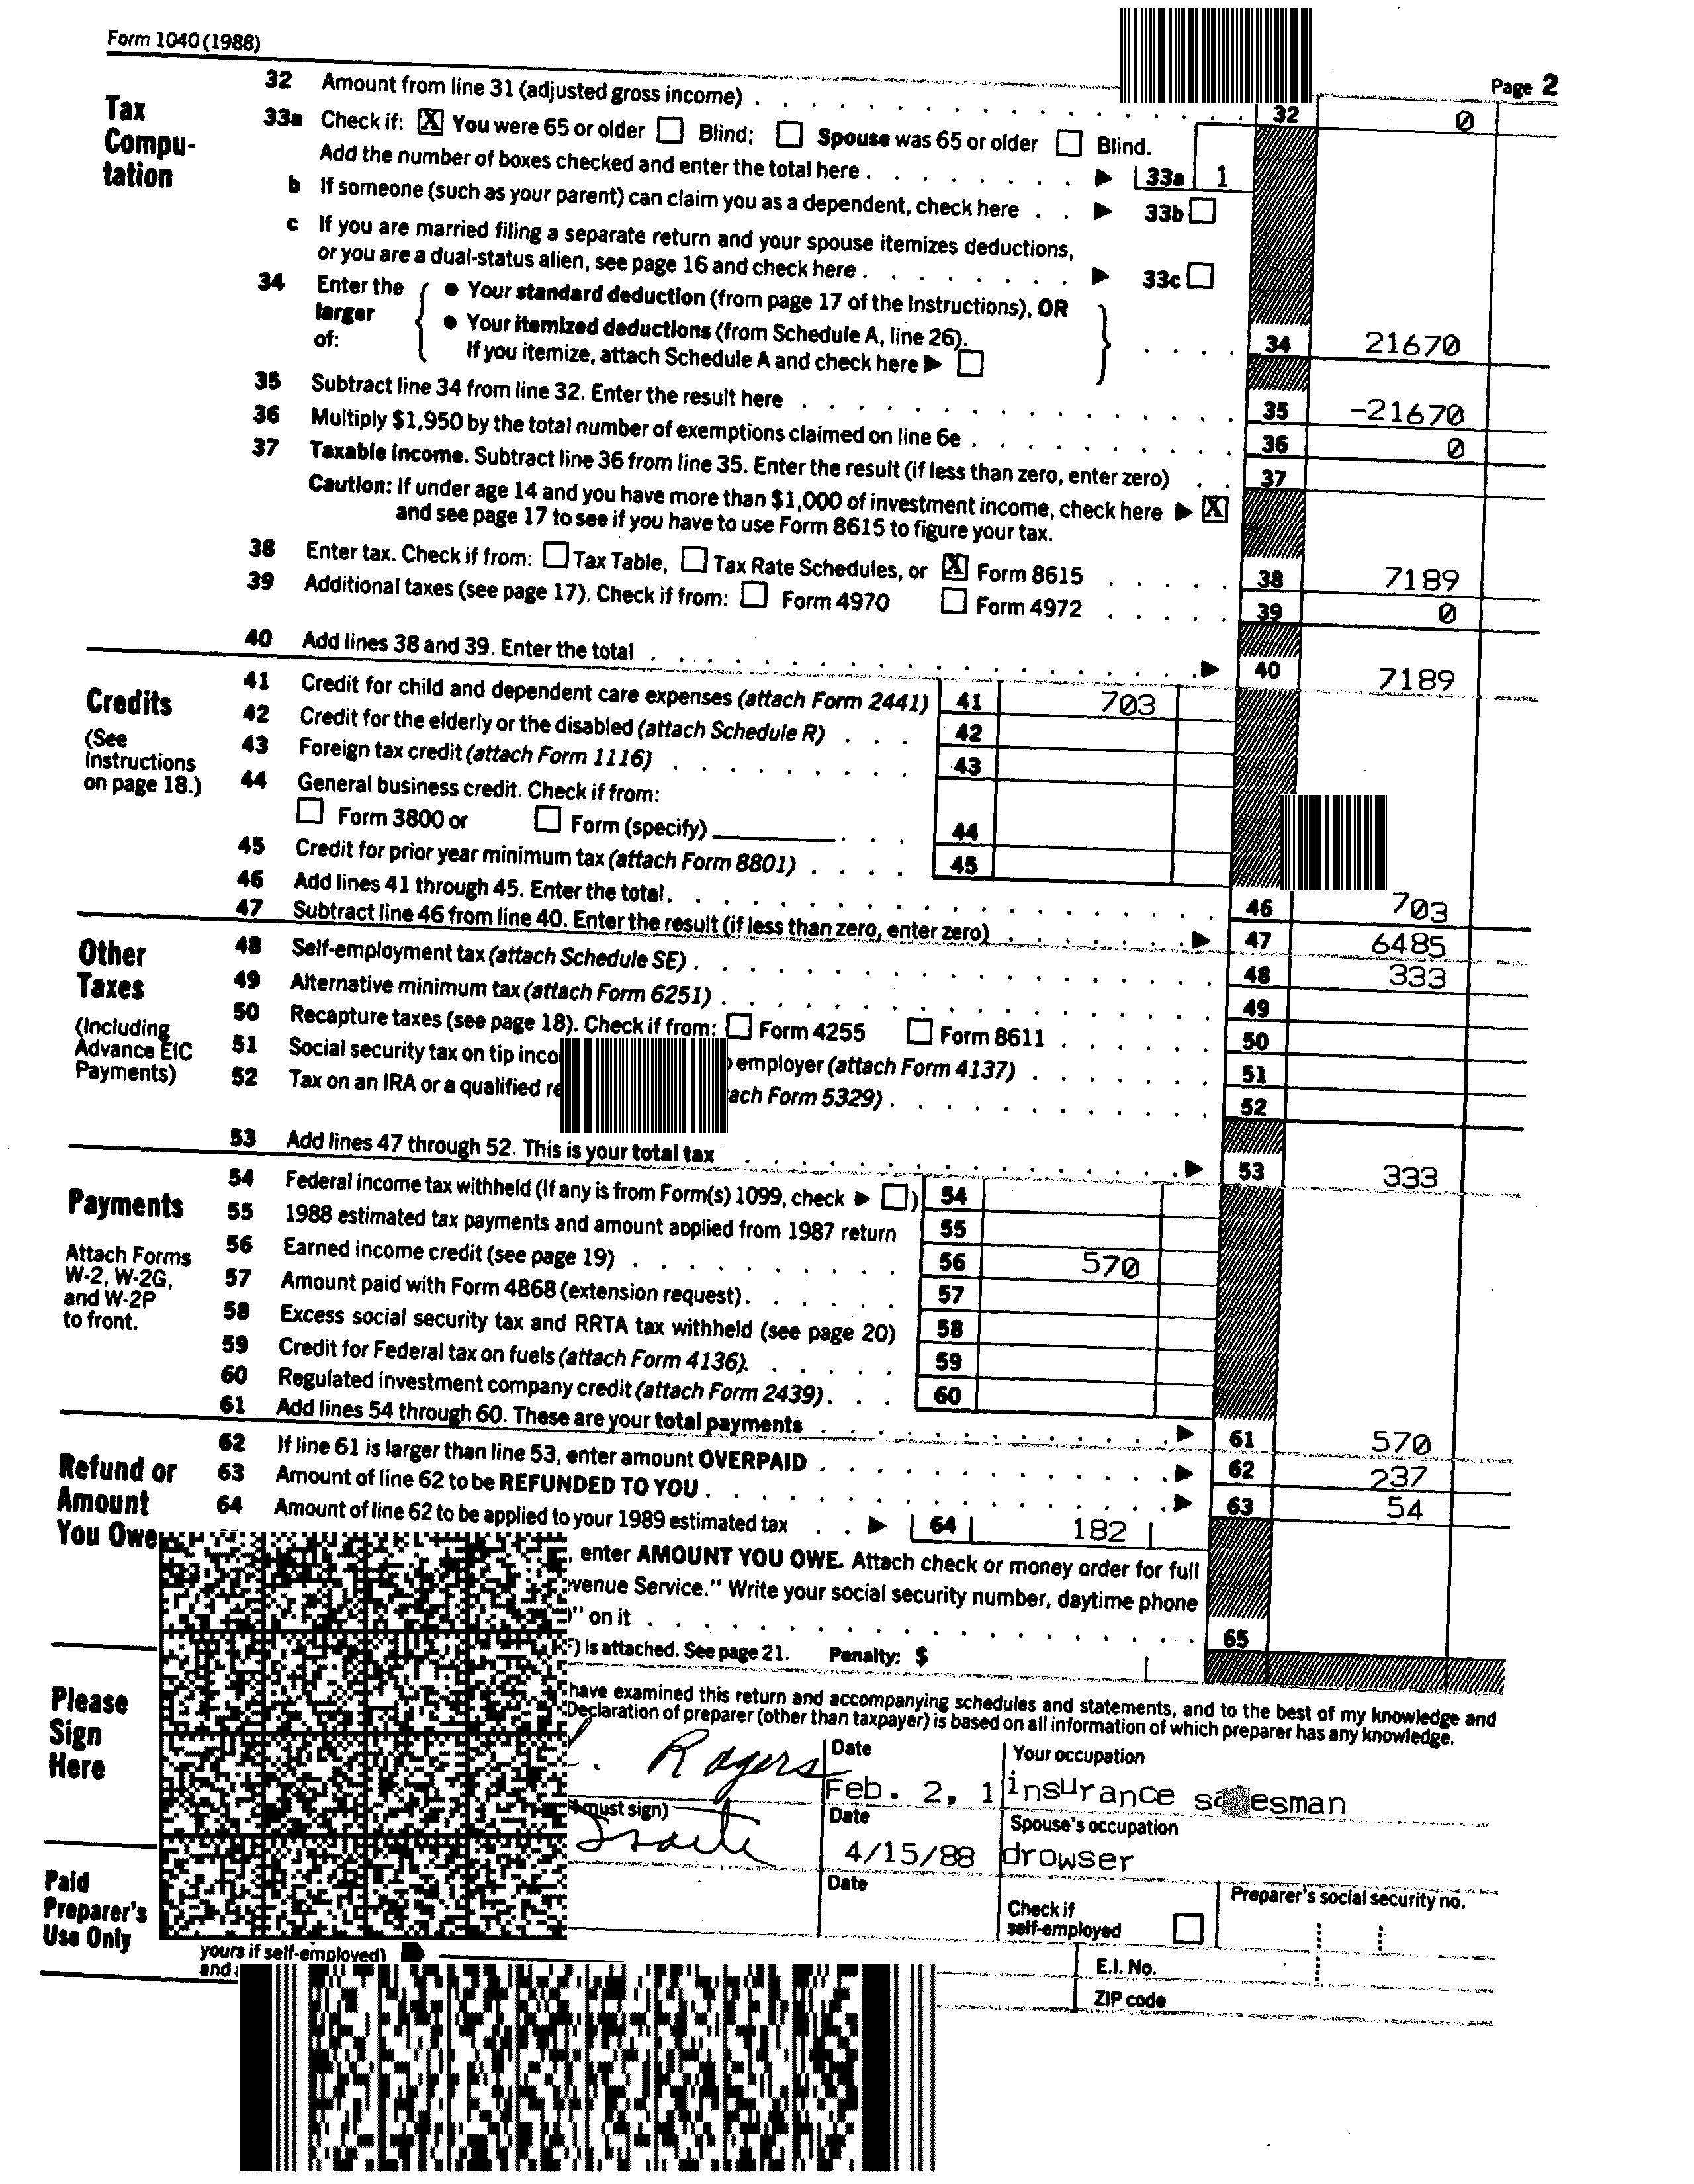 Form 1040 (1988)
Page 2
Tax Compu-tation
32 Amount from line 31 (adjusted gross income) . . . 32 0
33a Check if: [X] You were 65 or older [ ] Blind; [ ] Spouse was 65 or older [ ] Blind.
Add the number of boxes checked and enter the total here . . . ▶ 33a 1
b If someone (such as your parent) can claim you as a dependent, check here . . ▶ 33b [ ]
c If you are married filing a separate return and your spouse itemizes deductions,
or you are a dual-status alien, see page 16 and check here . . . ▶ 33c [ ]
34 Enter the larger of: { • Your standard deduction (from page 17 of the Instructions), OR
• Your itemized deductions (from Schedule A, line 26).
If you itemize, attach Schedule A and check here ▶ [ ] } . . . . 34 21670
35 Subtract line 34 from line 32. Enter the result here . . . 35 -21670
36 Multiply $1,950 by the total number of exemptions claimed on line 6e . . . 36 0
37 Taxable income. Subtract line 36 from line 35. Enter the result (if less than zero, enter zero) . . 37
Caution: If under age 14 and you have more than $1,000 of investment income, check here ▶ [X]
and see page 17 to see if you have to use Form 8615 to figure your tax.
38 Enter tax. Check if from: [ ] Tax Table, [ ] Tax Rate Schedules, or [X] Form 8615 . . . 38 7189
39 Additional taxes (see page 17). Check if from: [ ] Form 4970 [ ] Form 4972 . . . 39 0
40 Add lines 38 and 39. Enter the total . . . ▶ 40 7189
Credits
(See Instructions on page 18.)
41 Credit for child and dependent care expenses (attach Form 2441) 41 703
42 Credit for the elderly or the disabled (attach Schedule R) . . . 42
43 Foreign tax credit (attach Form 1116) . . . 43
44 General business credit. Check if from:
[ ] Form 3800 or [ ] Form (specify) . . . 44
45 Credit for prior year minimum tax (attach Form 8801) . . . . 45
46 Add lines 41 through 45. Enter the total. . . . 46 703
47 Subtract line 46 from line 40. Enter the result (if less than zero, enter zero) . . . ▶ 47 6485
Other Taxes
(Including Advance EIC Payments)
48 Self-employment tax (attach Schedule SE) . . . 48 333
49 Alternative minimum tax (attach Form 6251) . . . 49
50 Recapture taxes (see page 18). Check if from: [ ] Form 4255 [ ] Form 8611 . . . 50
51 Social security tax on tip employer (attach Form 4137) . . . 51
52 Tax on an IRA or a qualified Form 5329) . . . 52
53 Add lines 47 through 52. This is your total tax . . . ▶ 53 333
Payments
Attach Forms W-2, W-2G, and W-2P to front.
54 Federal income tax withheld (If any is from Form(s) 1099, check ▶ [ ]) 54
55 1988 estimated tax payments and amount applied from 1987 return 55
56 Earned income credit (see page 19) . . . 56 570
57 Amount paid with Form 4868 (extension request). . . . 57
58 Excess social security tax and RRTA tax withheld (see page 20) 58
59 Credit for Federal tax on fuels (attach Form 4136). . . . 59
60 Regulated investment company credit (attach Form 2439). . . 60
61 Add lines 54 through 60. These are your total payments . . . ▶ 61 570
Refund or Amount You Owe
62 If line 61 is larger than line 53, enter amount OVERPAID . . . ▶ 62 237
63 Amount of line 62 to be REFUNDED TO YOU . . . ▶ 63 54
64 Amount of line 62 to be applied to your 1989 estimated tax . . ▶ 64 182
, enter AMOUNT YOU OWE. Attach check or money order for full
Service." Write your social security number, daytime phone
" on it . . . 65
) is attached. See page 21. Penalty: $
Please Sign Here
have examined this return and accompanying schedules and statements, and to the best of my knowledge and
Declaration of preparer (other than taxpayer) is based on all information of which preparer has any knowledge.
Rogers
Date
Feb. 2, 1
Your occupation
insurance
must sign)
Date
4/15/88
Spouse's occupation
drowser
Paid Preparer's Use Only
Date
Check if self-employed [ ]
Preparer's social security no.
yours if self-employed) ▶
and
E.I. No.
ZIP code